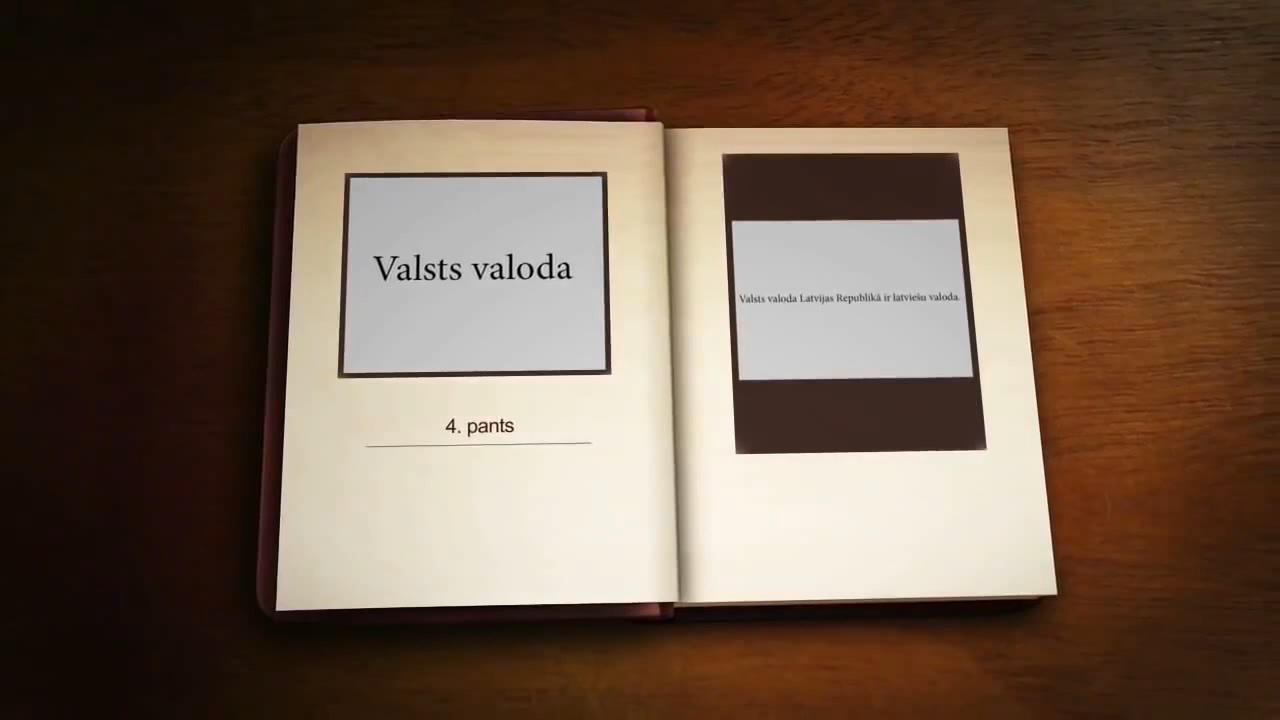 Valsts valoda
4. pants
Valsts valoda Latvijas Republikā ir latviešu valoda.